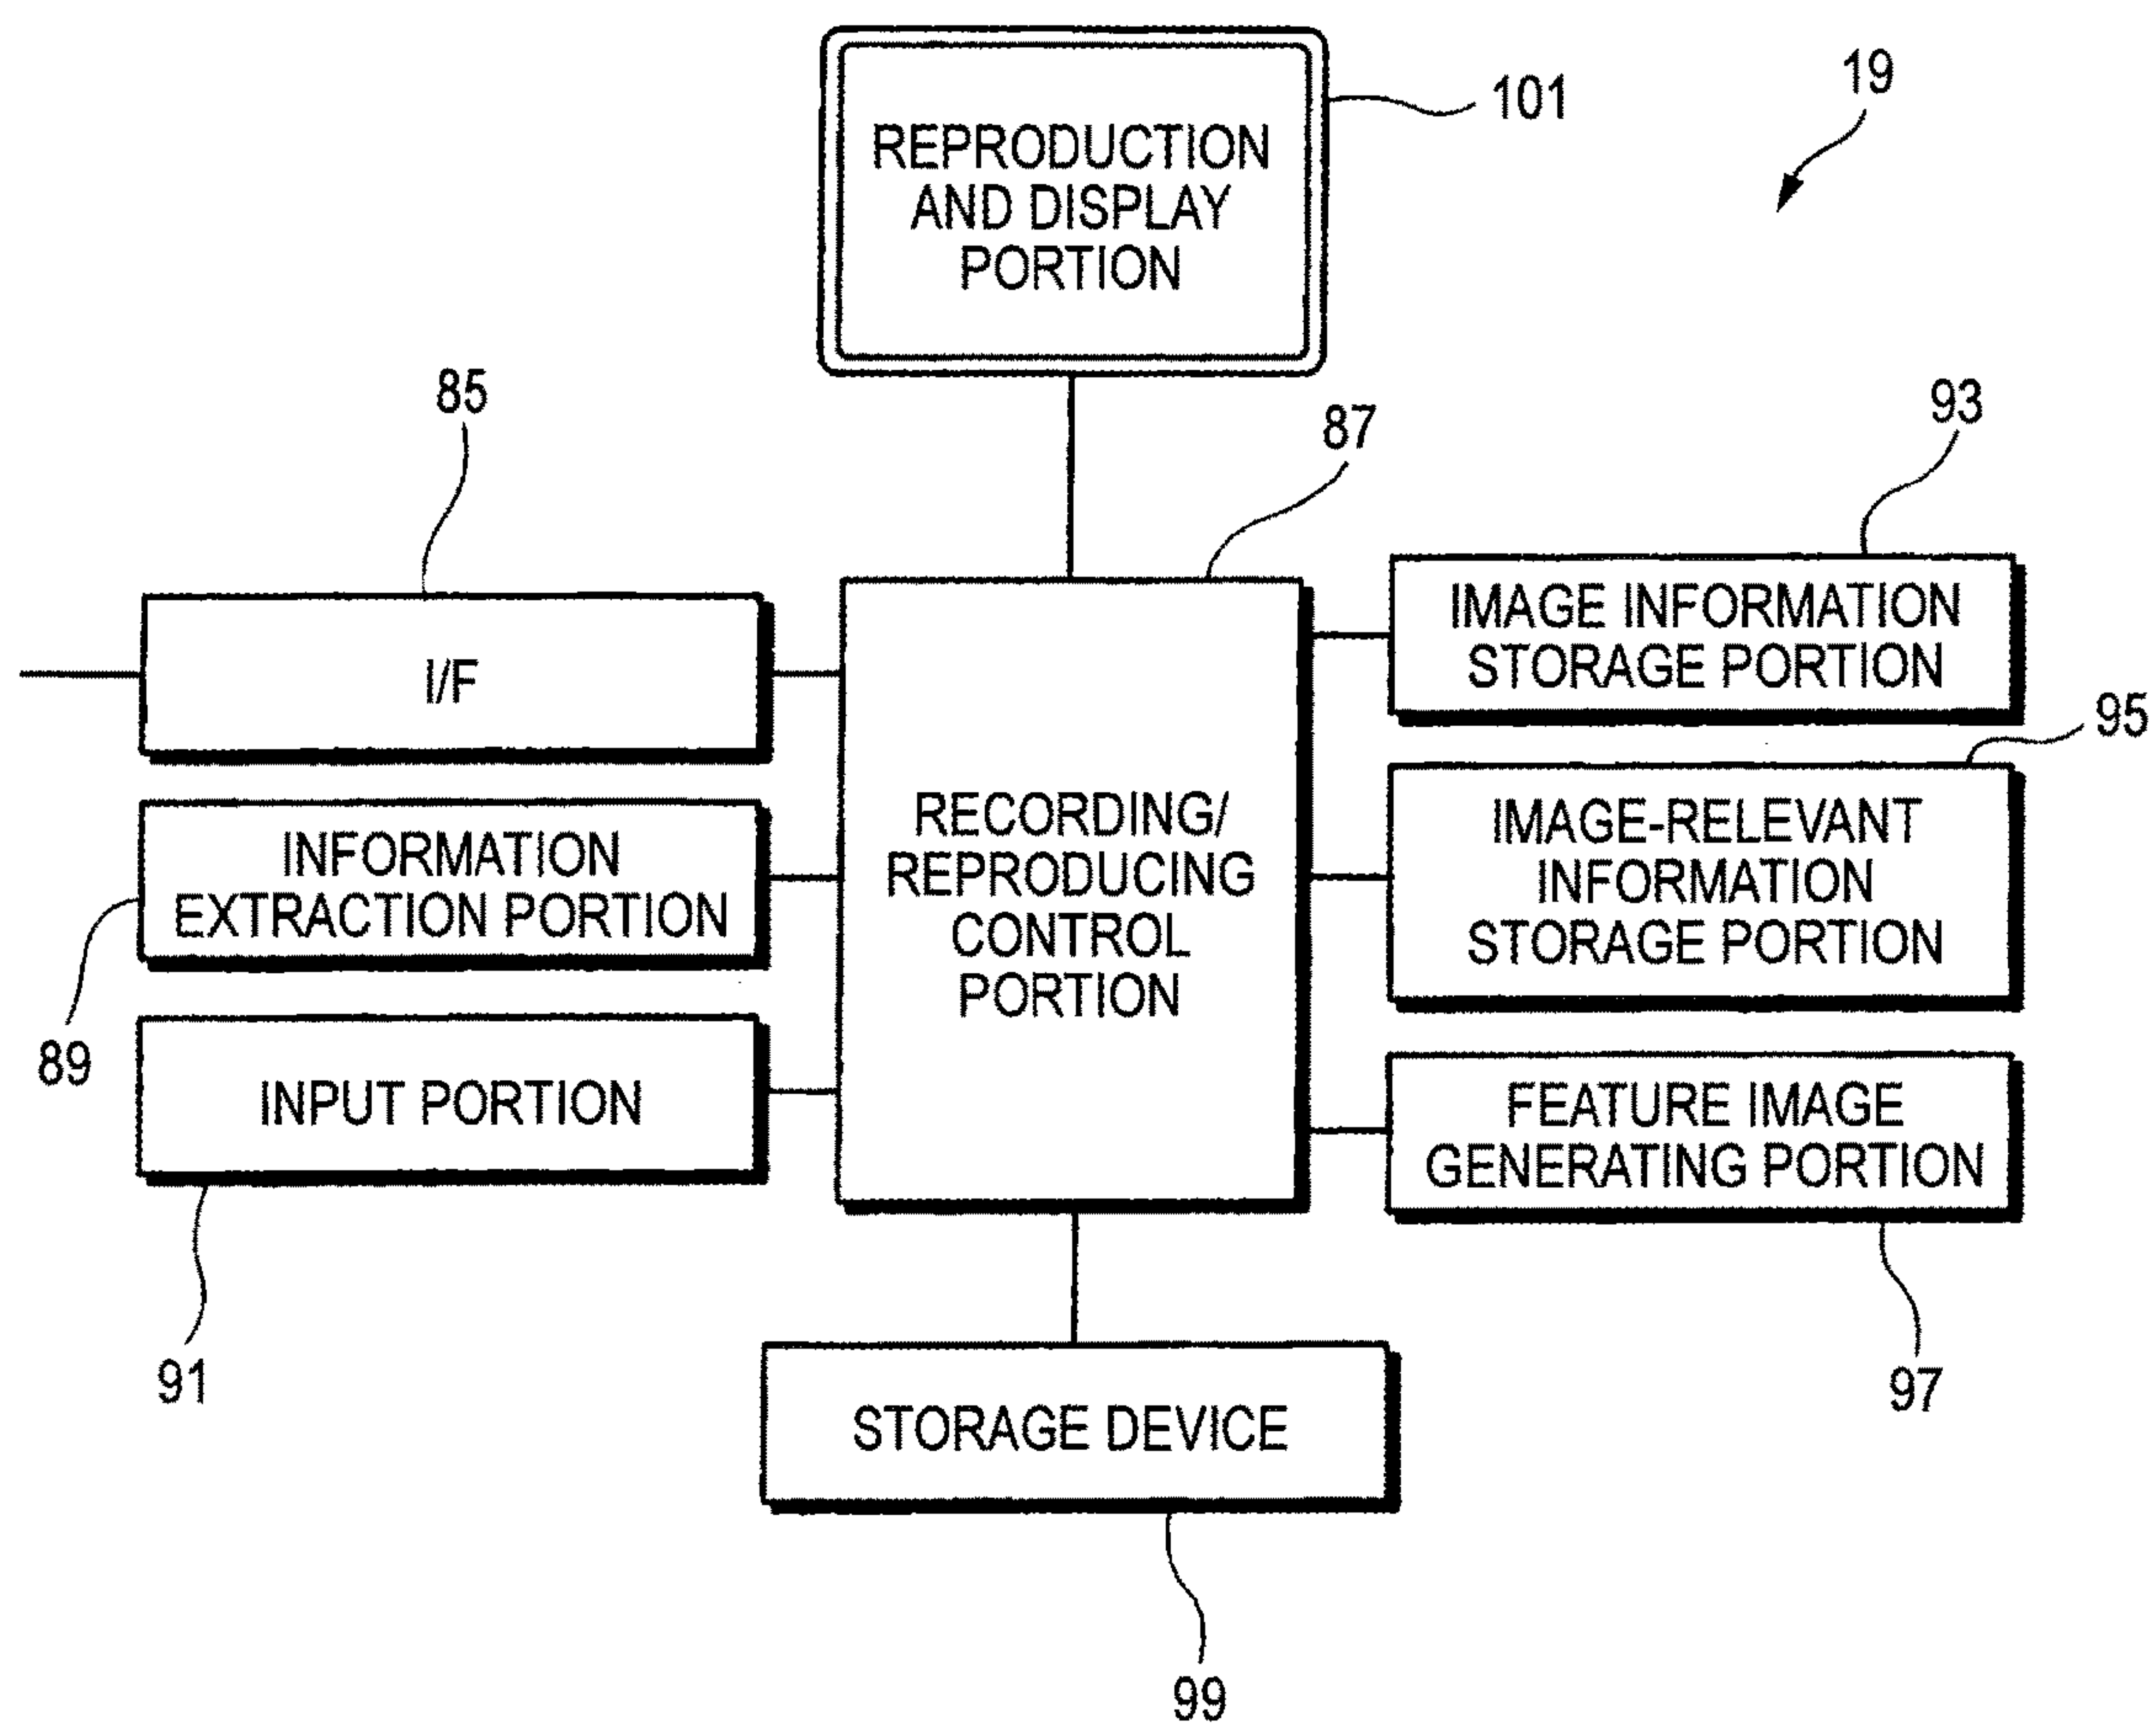 REPRODUCTION
AND DISPLAY
PORTION
101
19
85
87
93
I/F
IMAGE INFORMATION
STORAGE PORTION
95
INFORMATION
EXTRACTION PORTION
89
RECORDING/
REPRODUCING
CONTROL
PORTION
IMAGE-RELEVANT
INFORMATION
STORAGE PORTION
INPUT PORTION
91
FEATURE IMAGE
GENERATING PORTION
97
STORAGE DEVICE
99